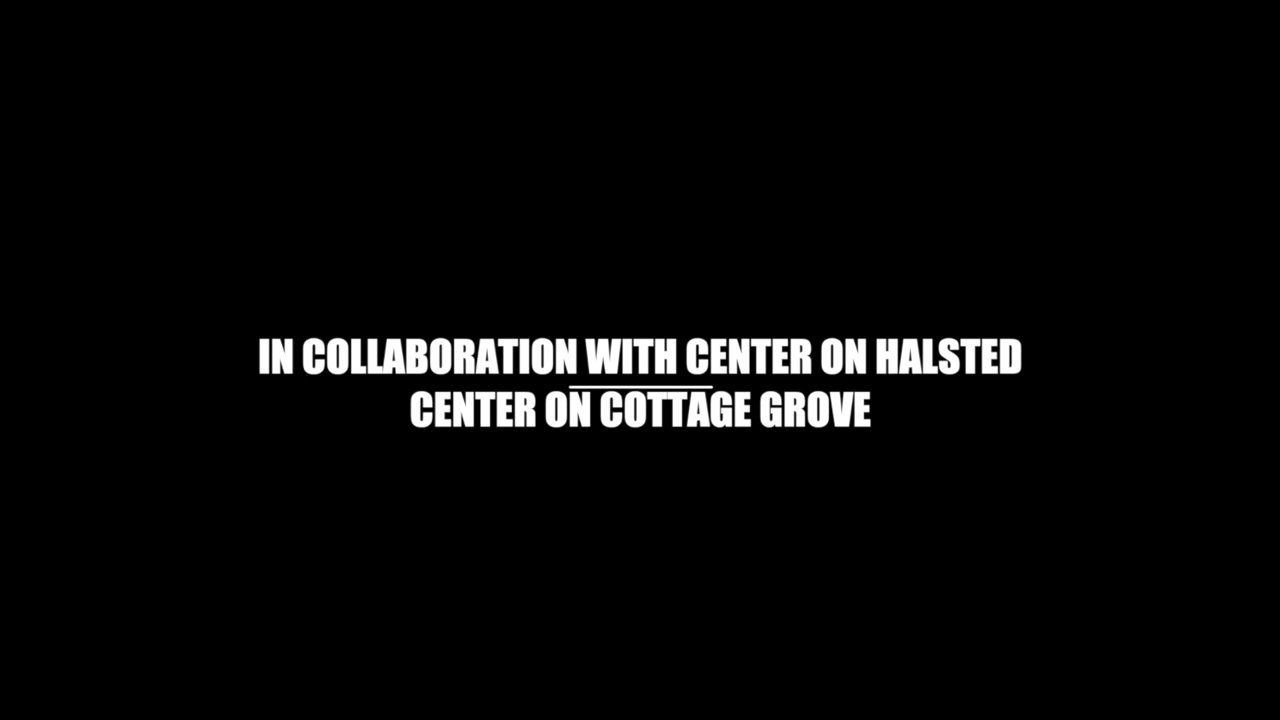 IN COLLABORATION WITH CENTER ON HALSTED
CENTER ON COTTAGE GROVE